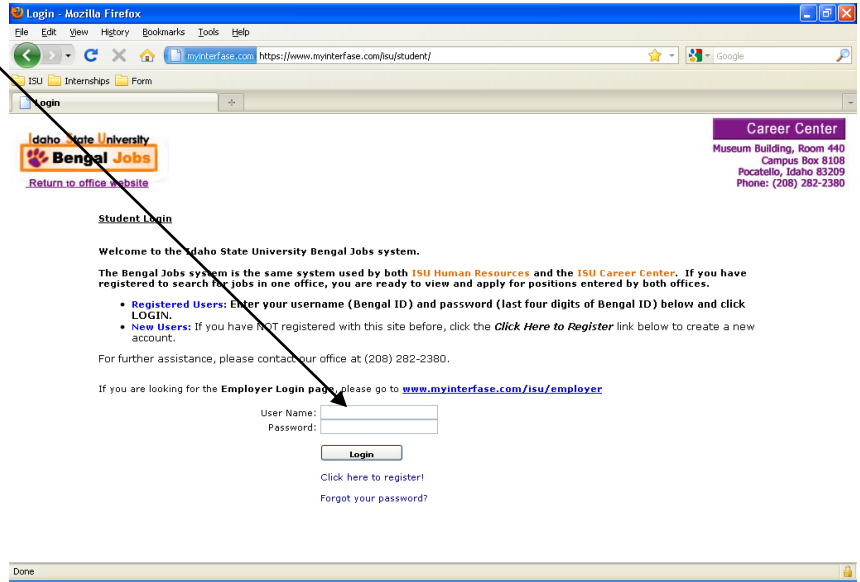 Login - Mozilla Firefox
File Edit View History Bookmarks Tools Help
myinterfase.com https://www.myinterfase.com/isu/student/
Google
ISU Internships Form
Login
Idaho State University
Bengal Jobs
Return to office website
Career Center
Museum Building, Room 440
Campus Box 8108
Pocatello, Idaho 83209
Phone: (208) 282-2380
Student Login
Welcome to the Idaho State University Bengal Jobs system.
The Bengal Jobs system is the same system used by both ISU Human Resources and the ISU Career Center. If you have
registered to search for jobs in one office, you are ready to view and apply for positions entered by both offices.
• Registered Users: Enter your username (Bengal ID) and password (last four digits of Bengal ID) below and click
LOGIN.
• New Users: If you have NOT registered with this site before, click the Click Here to Register link below to create a new
account.
For further assistance, please contact our office at (208) 282-2380.
If you are looking for the Employer Login page, please go to www.myinterfase.com/isu/employer
User Name:
Password:
Login
Click here to register!
Forgot your password?
Done